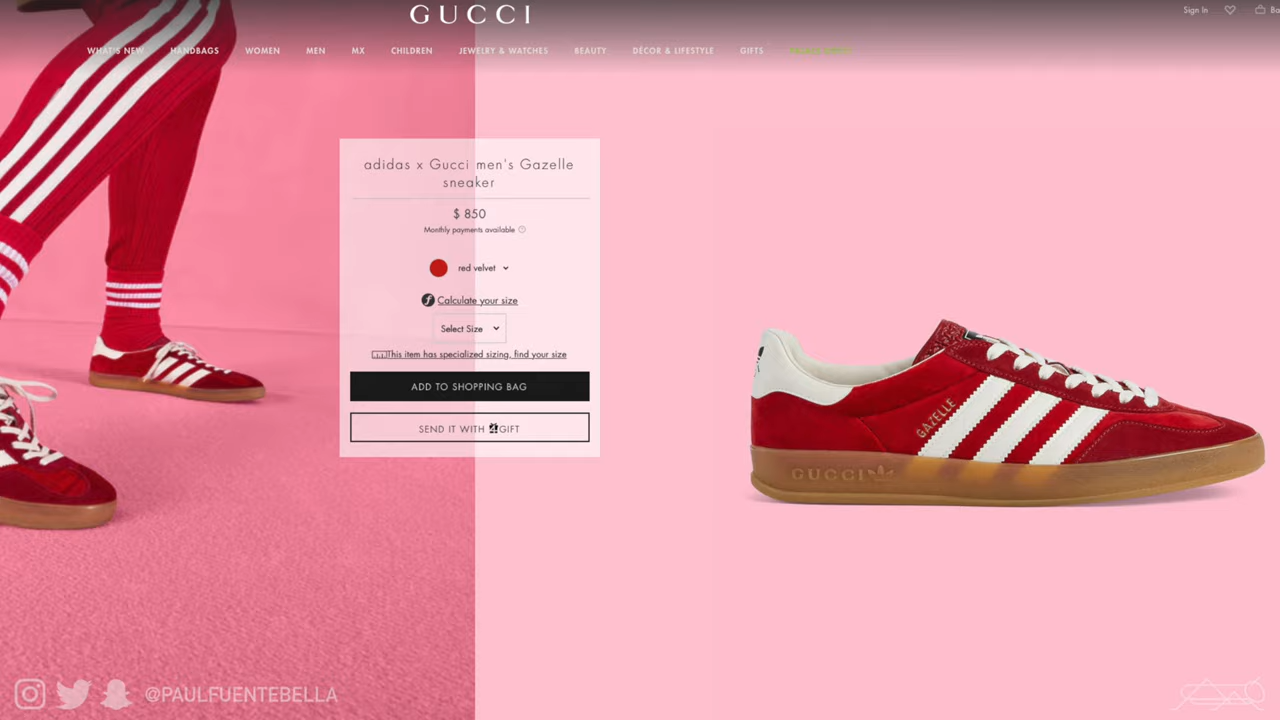 GUCCI
Sign In
WHAT'S NEW HANDBAGS WOMEN MEN MX CHILDREN JEWELRY & WATCHES BEAUTY DÉCOR & LIFESTYLE GIFTS
adidas x Gucci men's Gazelle
sneaker
$ 850
Monthly payments available
red velvet
Calculate your size
Select Size
This item has specialized sizing, find your size
ADD TO SHOPPING BAG
SEND IT WITH GIFT
GAZELLE
GUCCI
@PAULFUENTEBELLA